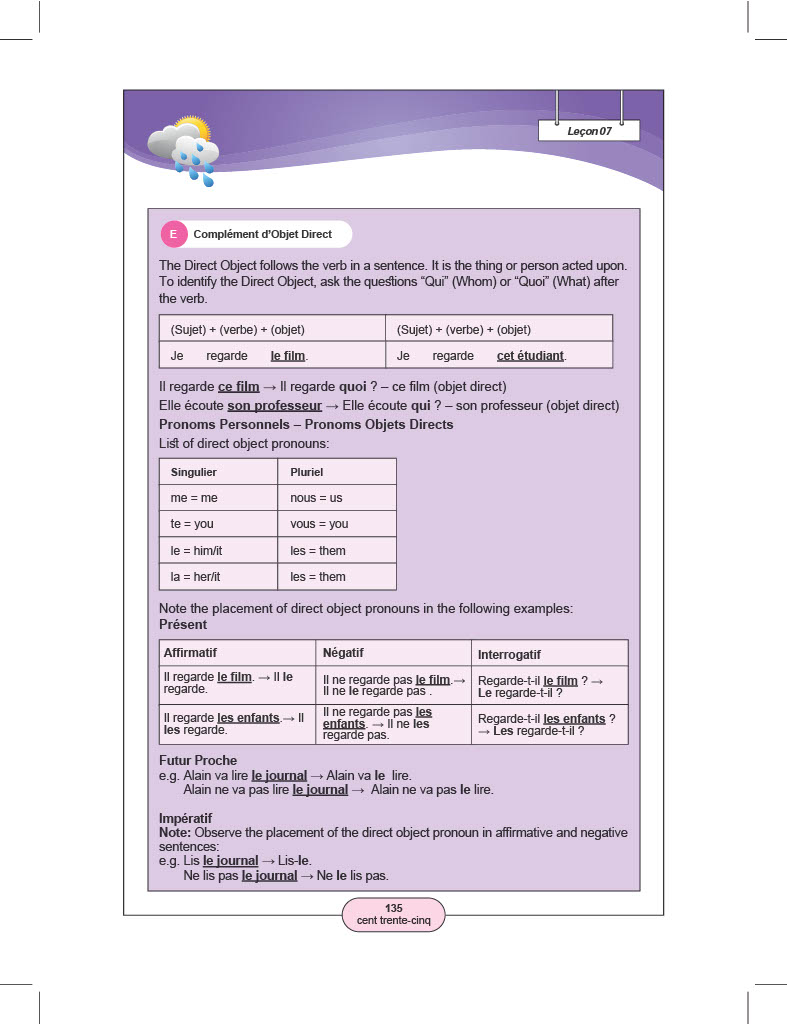 Leçon 07
E Complément d'Objet Direct
The Direct Object follows the verb in a sentence. It is the thing or person acted upon.
To identify the Direct Object, ask the questions “Qui” (Whom) or “Quoi” (What) after
the verb.
(Sujet) + (verbe) + (objet) (Sujet) + (verbe) + (objet)
Je regarde le film. Je regarde cet étudiant.
Il regarde ce film → Il regarde quoi ? – ce film (objet direct)
Elle écoute son professeur → Elle écoute qui ? – son professeur (objet direct)
Pronoms Personnels – Pronoms Objets Directs
List of direct object pronouns:
Singulier Pluriel
me = me nous = us
te = you vous = you
le = him/it les = them
la = her/it les = them
Note the placement of direct object pronouns in the following examples:
Présent
Affirmatif Négatif Interrogatif
Il regarde le film. → Il le
regarde.
Il ne regarde pas le film.→
Il ne le regarde pas .
Regarde-t-il le film ? →
Le regarde-t-il ?
Il regarde les enfants.→ Il
les regarde.
Il ne regarde pas les
enfants. → Il ne les
regarde pas.
Regarde-t-il les enfants ?
→ Les regarde-t-il ?
Futur Proche
e.g. Alain va lire le journal → Alain va le lire.
Alain ne va pas lire le journal → Alain ne va pas le lire.
Impératif
Note: Observe the placement of the direct object pronoun in affirmative and negative
sentences:
e.g. Lis le journal → Lis-le.
Ne lis pas le journal → Ne le lis pas.
135
cent trente-cinq